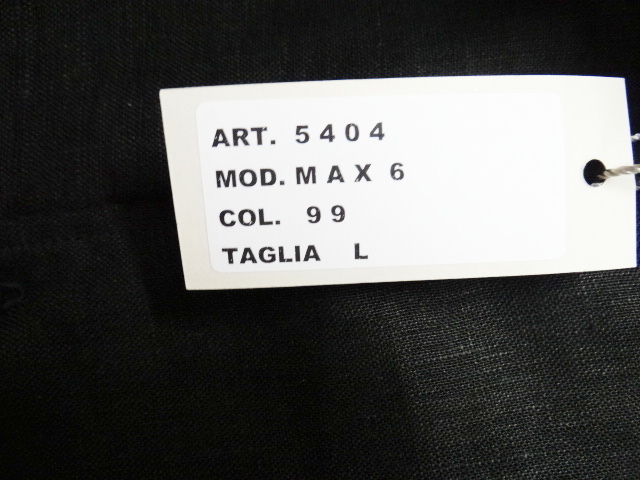 ART. 5404
MOD. MAX 6
COL. 99
TAGLIA L